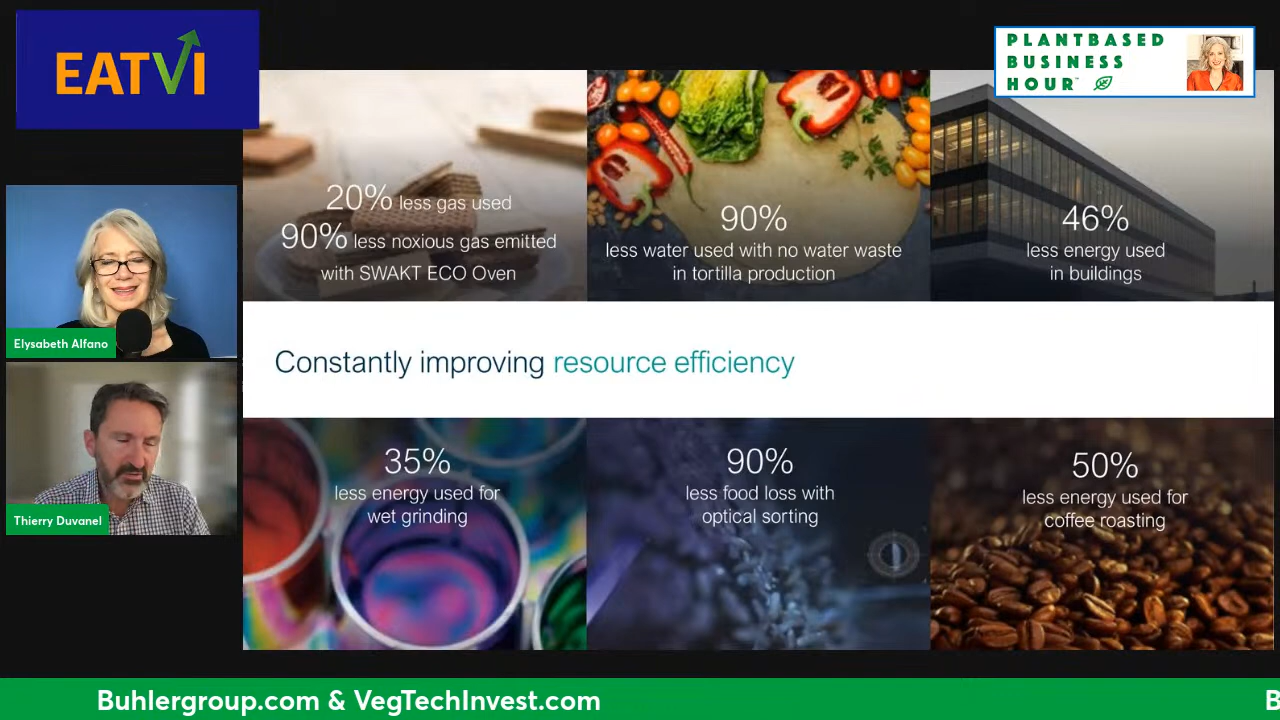 EATVI
PLANTBASED
BUSINESS
HOUR™
20% less gas used
90% less noxious gas emitted
with SWAKT ECO Oven
90%
less water used with no water waste
in tortilla production
46%
less energy used
in buildings
Elysabeth Alfano
Constantly improving resource efficiency
Thierry Duvanel
35%
less energy used for
wet grinding
90%
less food loss with
optical sorting
50%
less energy used for
coffee roasting
Buhlergroup.com & VegTechInvest.com
B